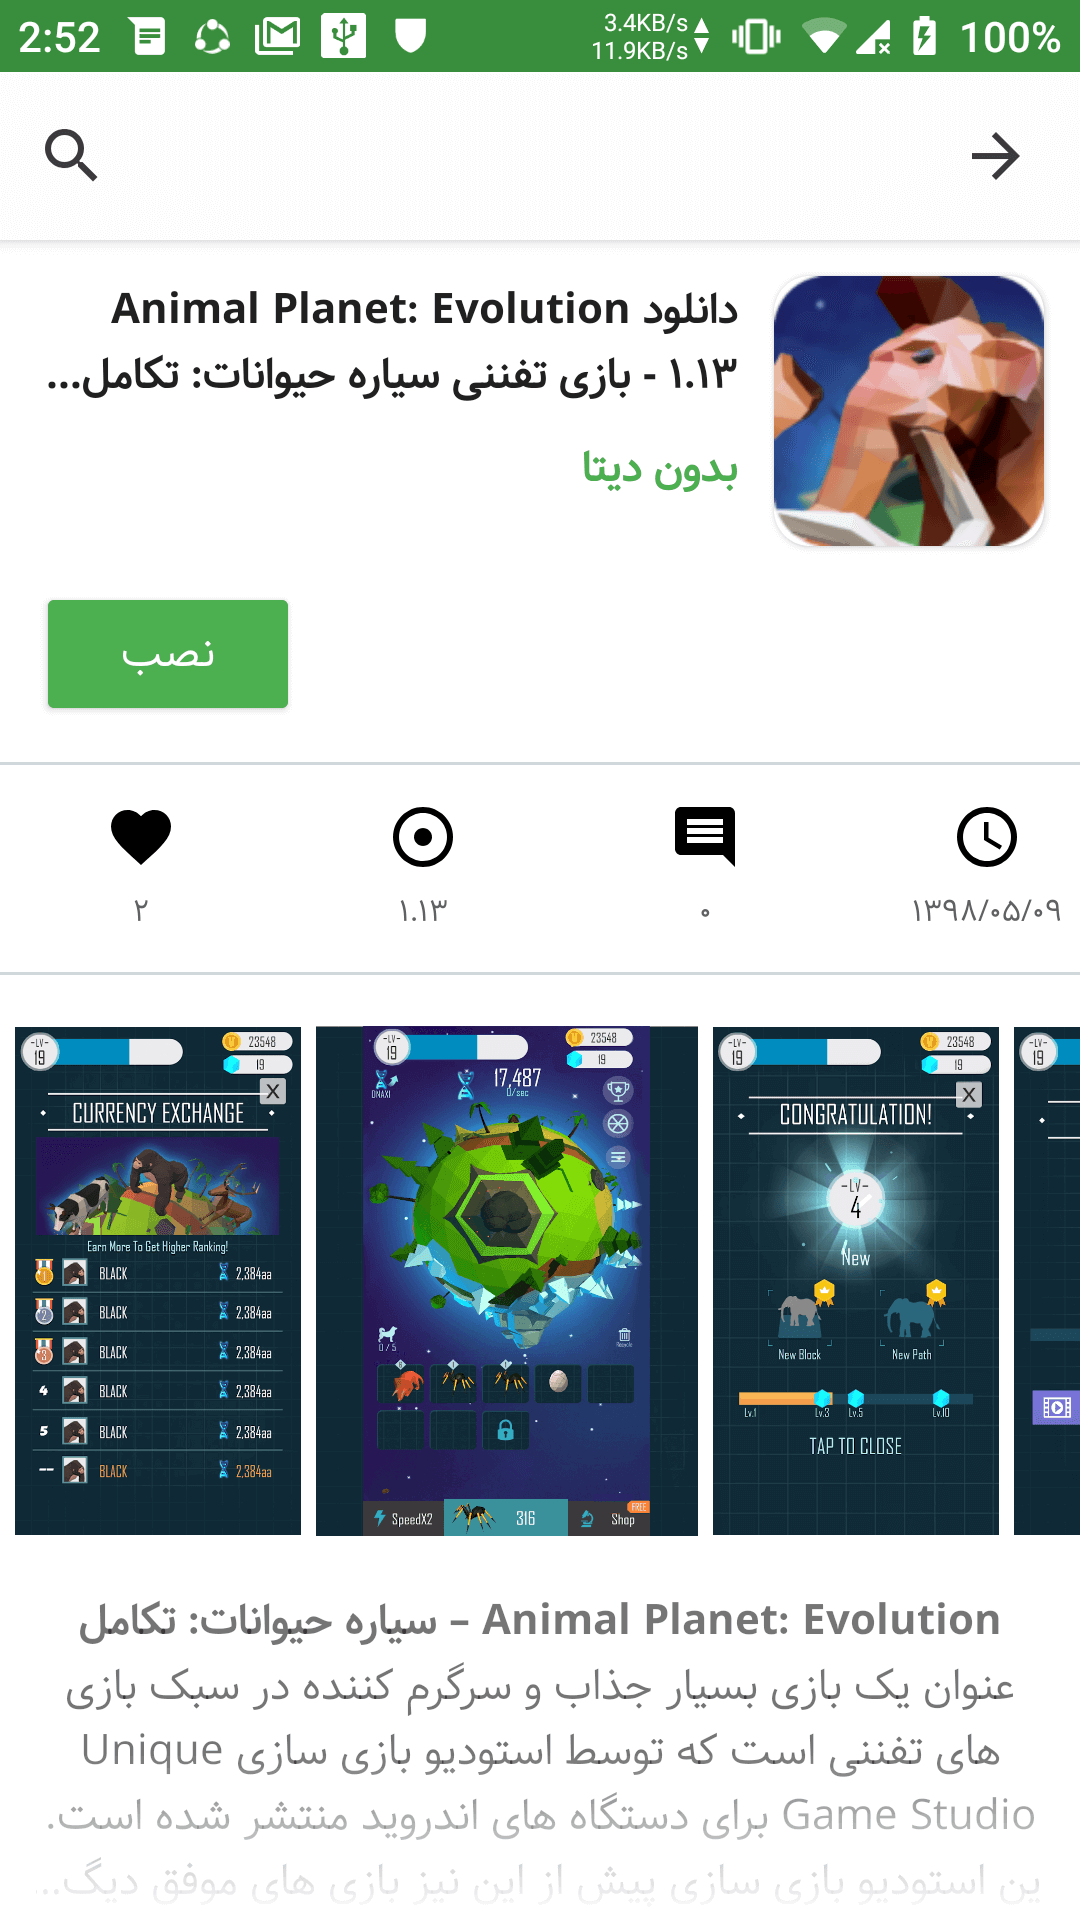 2:52
3.4KB/s
11.9KB/s
100%
دانلود Animal Planet: Evolution
۱.۱۳ - بازی تفننی سیاره حیوانات: تکامل...
بدون دیتا
نصب
۲
۱.۱۳
۰
۱۳۹۸/۰۵/۰۹
-LV-
19
23548
19
X
CURRENCY EXCHANGE
Earn More To Get Higher Ranking!
1 BLACK 2,384aa
2 BLACK 2,384aa
3 BLACK 2,384aa
4 BLACK 2,384aa
5 BLACK 2,384aa
-- BLACK 2,384aa
-LV-
19
23548
19
DNAX1
17,487
0/sec
0/5
SpeedX2
316
FREE
Shop
-LV-
19
23548
19
X
CONGRATULATION!
-LV-
4
New
New Block
New Path
Lv.1
Lv.3
Lv.5
Lv.10
TAP TO CLOSE
-LV-
19
Animal Planet: Evolution – سیاره حیوانات: تکامل
عنوان یک بازی بسیار جذاب و سرگرم کننده در سبک بازی
های تفننی است که توسط استودیو بازی سازی Unique
Game Studio برای دستگاه های اندروید منتشر شده است.
ین استودیو بازی سازی پیش از این نیز بازی های موفق دیگ...